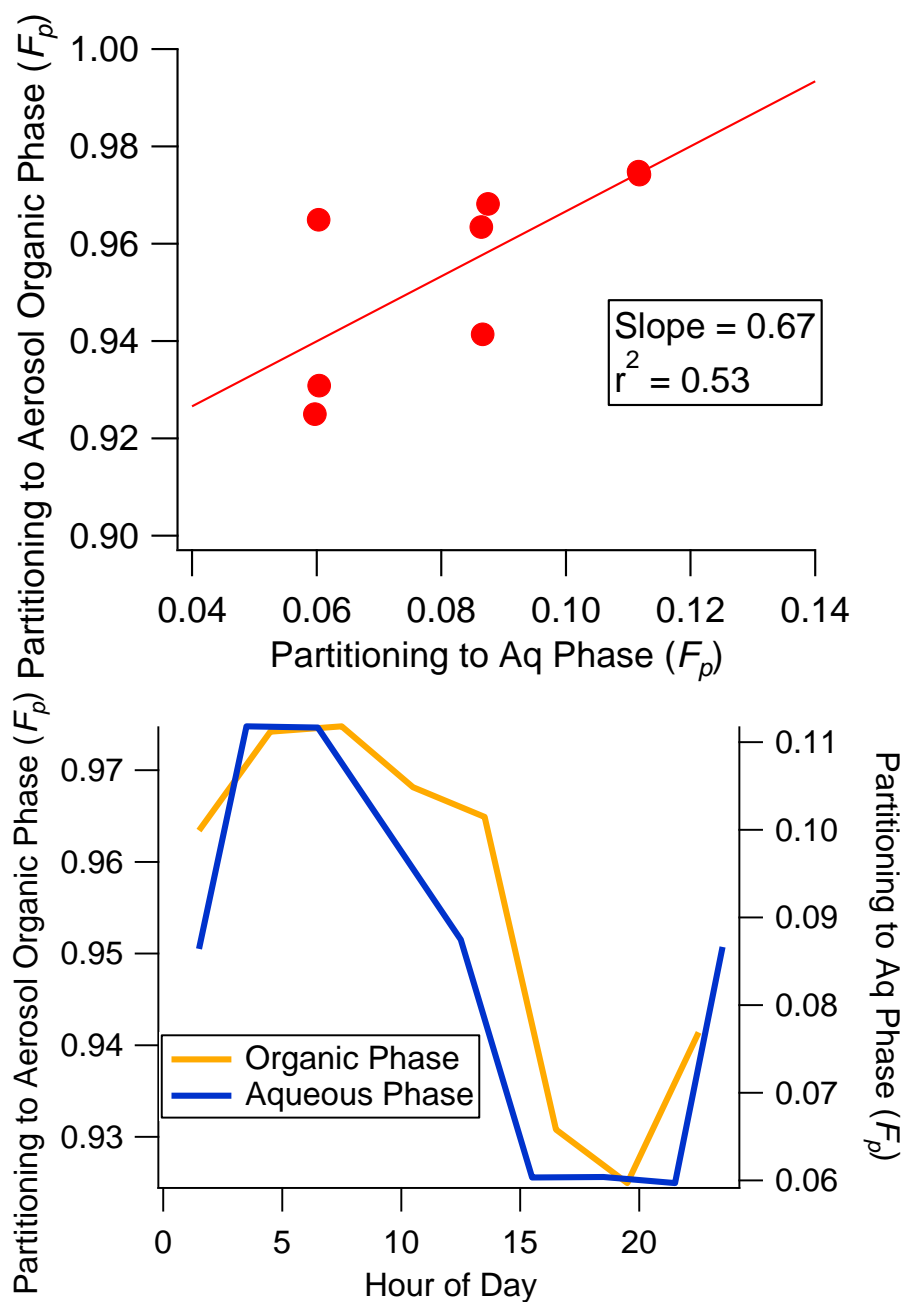 Partitioning to Aerosol Organic Phase (Fp)
1.00
0.98
0.96
0.94
0.92
0.90
Slope = 0.67
r2 = 0.53
0.04 0.06 0.08 0.10 0.12 0.14
Partitioning to Aq Phase (Fp)
Partitioning to Aerosol Organic Phase (Fp)
0.97
0.96
0.95
0.94
0.93
Organic Phase
Aqueous Phase
0.11
0.10
0.09
0.08
0.07
0.06
Partitioning to Aq Phase (Fp)
0 5 10 15 20
Hour of Day